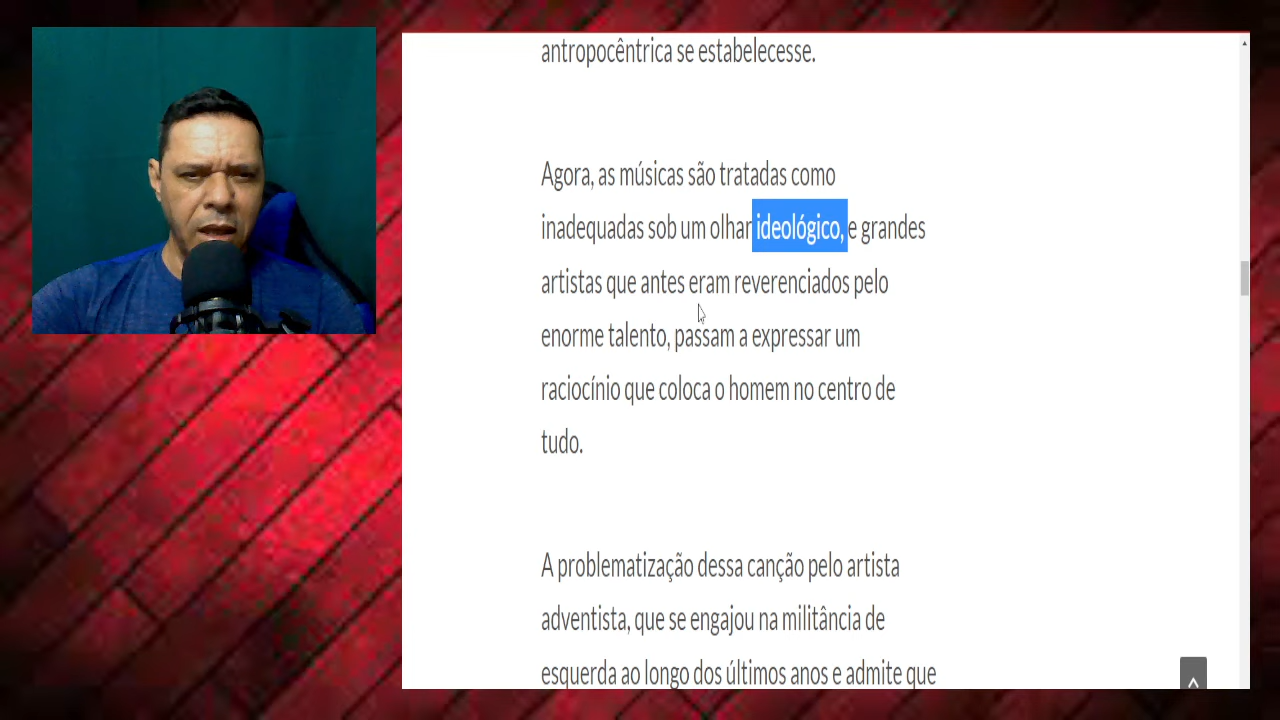 antropocêntrica se estabelecesse.
Agora, as músicas são tratadas como
inadequadas sob um olhar ideológico, e grandes
artistas que antes eram reverenciados pelo
enorme talento, passam a expressar um
raciocínio que coloca o homem no centro de
tudo.
A problematização dessa canção pelo artista
adventista, que se engajou na militância de
esquerda ao longo dos últimos anos e admite que